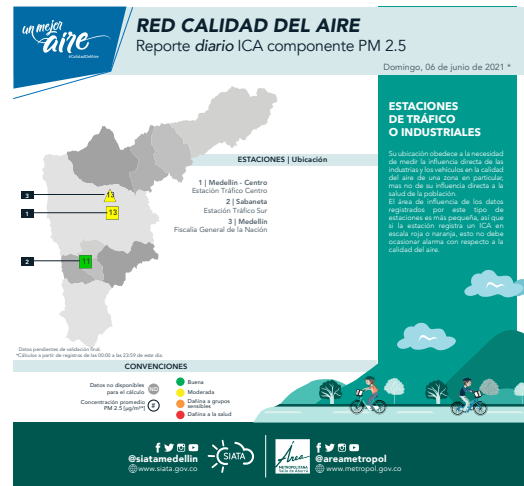 un mejor
aire
#CalidadDelAire
RED CALIDAD DEL AIRE
Reporte diario ICA componente PM 2.5
Domingo, 06 de junio de 2021 *
ESTACIONES
DE TRÁFICO
O INDUSTRIALES
Su ubicación obedece a la necesidad
de medir la influencia directa de las
industrias y los vehículos en la calidad
del aire de una zona en particular,
mas no de su influencia directa a la
salud de la población.
El área de influencia de los datos
registrados por este tipo de
estaciones es más pequeña, así que
si la estación registra un ICA en
escala roja o naranja, esto no debe
ocasionar alarma con respecto a la
calidad del aire.
ESTACIONES | Ubicación
1 | Medellín - Centro
Estación Tráfico Centro
2 | Sabaneta
Estación Tráfico Sur
3 | Medellín
Fiscalía General de la Nación
3
13
1
13
2
11
Datos pendientes de validación final.
*Cálculos a partir de registros de las 00:00 a las 23:59 de este día.
CONVENCIONES
Datos no disponibles
para el cálculo
ND
Concentración promedio
PM 2.5 [µg/m³*]
#
Buena
Moderada
Dañina a grupos
sensibles
Dañina a la salud
@siatamedellin
www.siata.gov.co
SIATA
Área
METROPOLITANA
Valle de Aburrá
@areametropol
www.metropol.gov.co